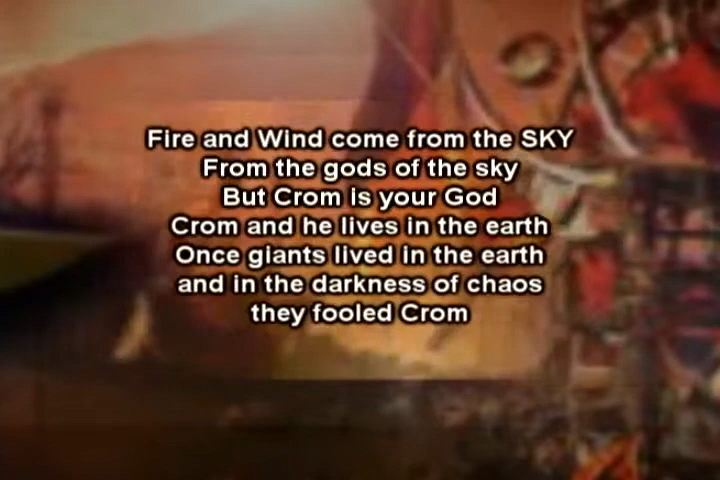 Fire and Wind come from the SKY
From the gods of the sky
But Crom is your God
Crom and he lives in the earth
Once giants lived in the earth
and in the darkness of chaos
they fooled Crom